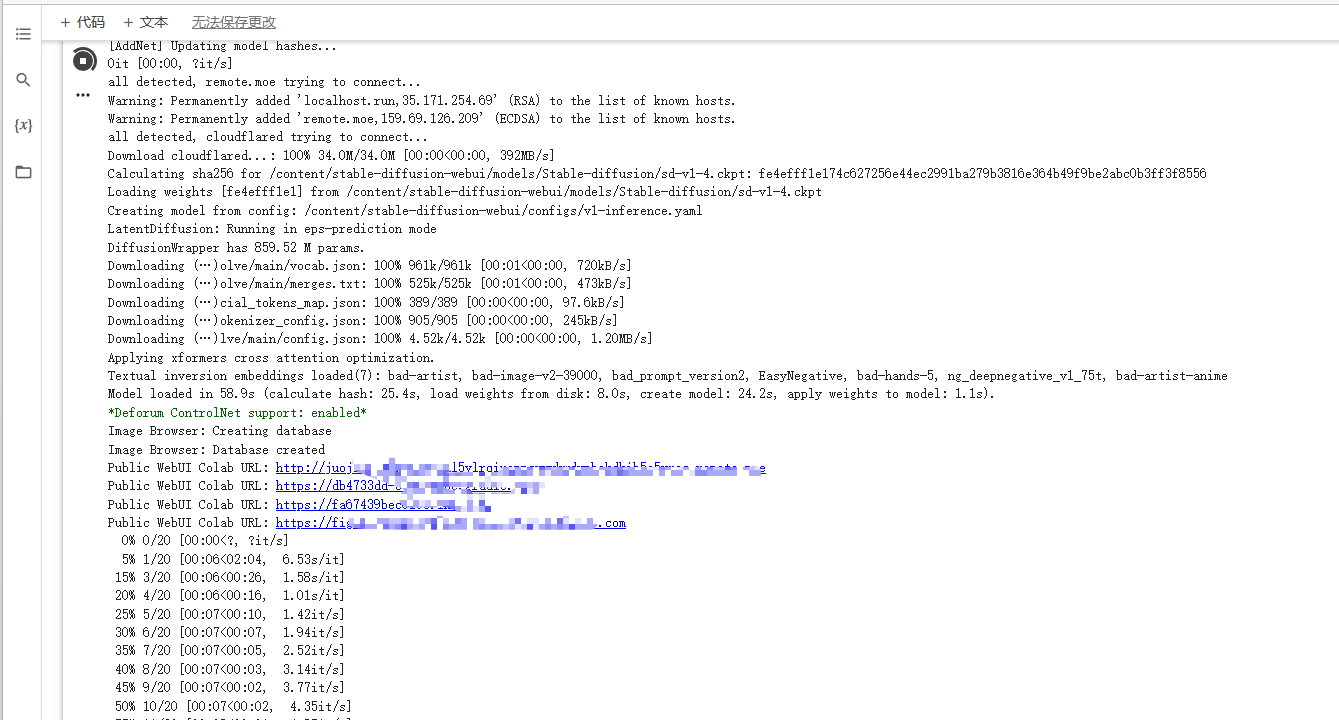 + 代码 + 文本 无法保存更改
[AddNet] Updating model hashes...
0it [00:00, ?it/s]
all detected, remote.moe trying to connect...
Warning: Permanently added 'localhost.run,35.171.254.69' (RSA) to the list of known hosts.
Warning: Permanently added 'remote.moe,159.69.126.209' (ECDSA) to the list of known hosts.
all detected, cloudflared trying to connect...
Download cloudflared...: 100% 34.0M/34.0M [00:00<00:00, 392MB/s]
Calculating sha256 for /content/stable-diffusion-webui/models/Stable-diffusion/sd-v1-4.ckpt: fe4efff1e174c627256e44ec2991ba279b3816e364b49f9be2abc0b3ff3f8556
Loading weights [fe4efff1e1] from /content/stable-diffusion-webui/models/Stable-diffusion/sd-v1-4.ckpt
Creating model from config: /content/stable-diffusion-webui/configs/v1-inference.yaml
LatentDiffusion: Running in eps-prediction mode
DiffusionWrapper has 859.52 M params.
Downloading (…)olve/main/vocab.json: 100% 961k/961k [00:01<00:00, 720kB/s]
Downloading (…)olve/main/merges.txt: 100% 525k/525k [00:01<00:00, 473kB/s]
Downloading (…)cial_tokens_map.json: 100% 389/389 [00:00<00:00, 97.6kB/s]
Downloading (…)okenizer_config.json: 100% 905/905 [00:00<00:00, 245kB/s]
Downloading (…)lve/main/config.json: 100% 4.52k/4.52k [00:00<00:00, 1.20MB/s]
Applying xformers cross attention optimization.
Textual inversion embeddings loaded(7): bad-artist, bad-image-v2-39000, bad_prompt_version2, EasyNegative, bad-hands-5, ng_deepnegative_v1_75t, bad-artist-anime
Model loaded in 58.9s (calculate hash: 25.4s, load weights from disk: 8.0s, create model: 24.2s, apply weights to model: 1.1s).
*Deforum ControlNet support: enabled*
Image Browser: Creating database
Image Browser: Database created
Public WebUI Colab URL:
Public WebUI Colab URL:
Public WebUI Colab URL:
Public WebUI Colab URL:
0% 0/20 [00:00<?, ?it/s]
5% 1/20 [00:06<02:04, 6.53s/it]
15% 3/20 [00:06<00:26, 1.58s/it]
20% 4/20 [00:06<00:16, 1.01s/it]
25% 5/20 [00:07<00:10, 1.42it/s]
30% 6/20 [00:07<00:07, 1.94it/s]
35% 7/20 [00:07<00:05, 2.52it/s]
40% 8/20 [00:07<00:03, 3.14it/s]
45% 9/20 [00:07<00:02, 3.77it/s]
50% 10/20 [00:07<00:02, 4.35it/s]